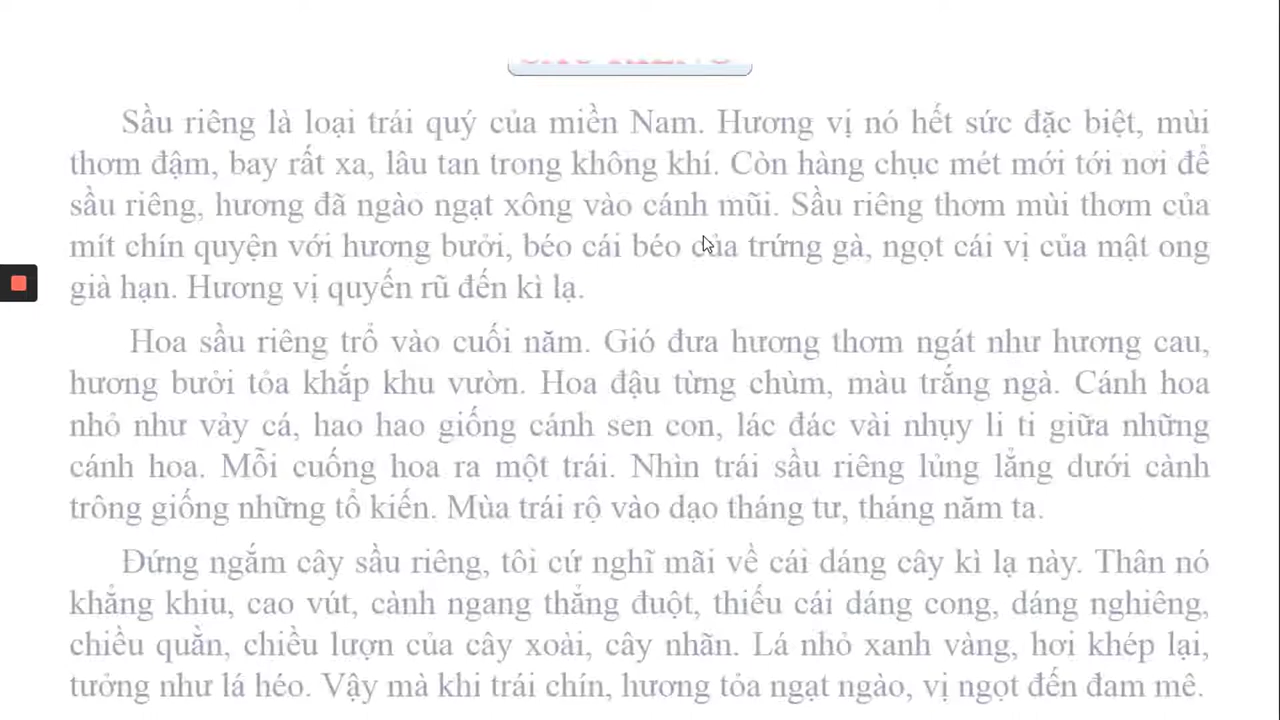 Sầu riêng là loại trái quý của miền Nam. Hương vị nó hết sức đặc biệt, mùi
thơm đậm, bay rất xa, lâu tan trong không khí. Còn hàng chục mét mới tới nơi để
sầu riêng, hương đã ngào ngạt xông vào cánh mũi. Sầu riêng thơm mùi thơm của
mít chín quyện với hương bưởi, béo cái béo của trứng gà, ngọt cái vị của mật ong
già hạn. Hương vị quyến rũ đến kì lạ.
Hoa sầu riêng trổ vào cuối năm. Gió đưa hương thơm ngát như hương cau,
hương bưởi tỏa khắp khu vườn. Hoa đậu từng chùm, màu trắng ngà. Cánh hoa
nhỏ như vảy cá, hao hao giống cánh sen con, lác đác vài nhụy li ti giữa những
cánh hoa. Mỗi cuống hoa ra một trái. Nhìn trái sầu riêng lủng lẳng dưới cành
trông giống những tổ kiến. Mùa trái rộ vào dạo tháng tư, tháng năm ta.
Đứng ngắm cây sầu riêng, tôi cứ nghĩ mãi về cái dáng cây kì lạ này. Thân nó
khẳng khiu, cao vút, cành ngang thẳng đuột, thiếu cái dáng cong, dáng nghiêng,
chiều quằn, chiều lượn của cây xoài, cây nhãn. Lá nhỏ xanh vàng, hơi khép lại,
tưởng như lá héo. Vậy mà khi trái chín, hương tỏa ngạt ngào, vị ngọt đến đam mê.